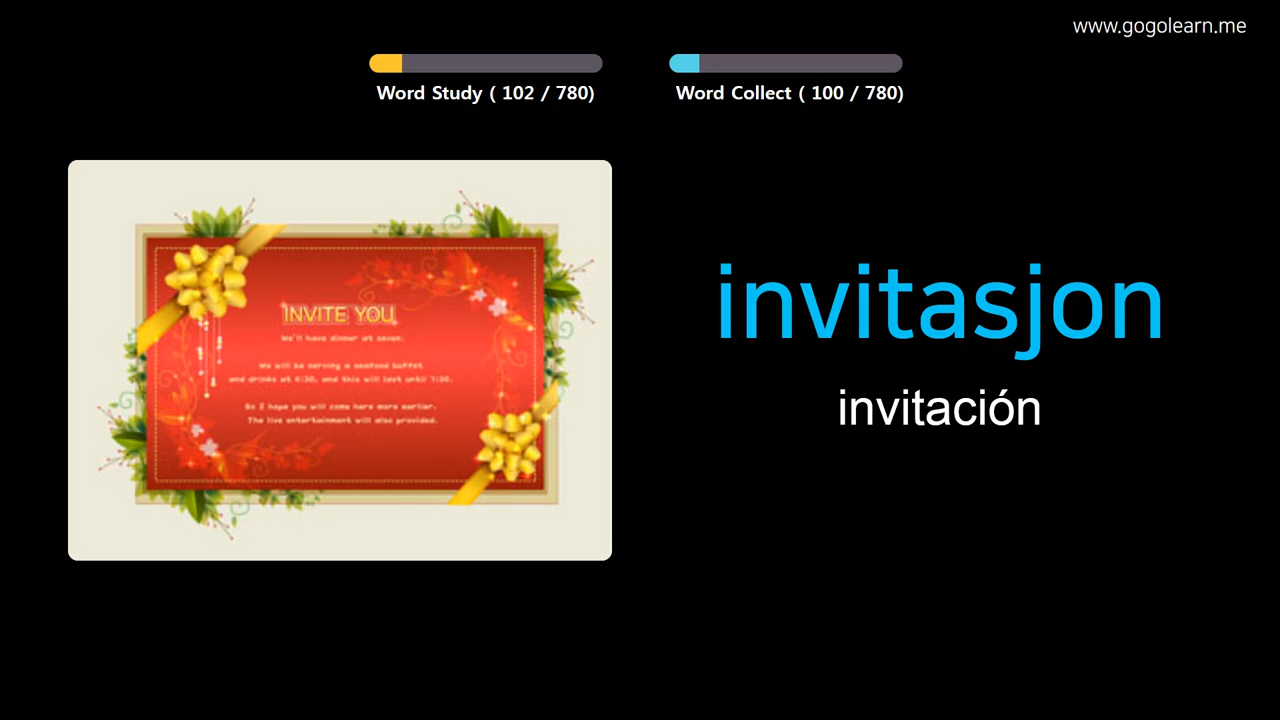 www.gogolearn.me
Word Study ( 102 / 780)
Word Collect ( 100 / 780)
INVITE YOU
We'll have dinner at seven.
We will be serving a seafood buffet
and drinks at 6:30, and this will last until 1:30.
So I hope you will come here more earlier.
The live entertainment will also provided.
invitasjon
invitación